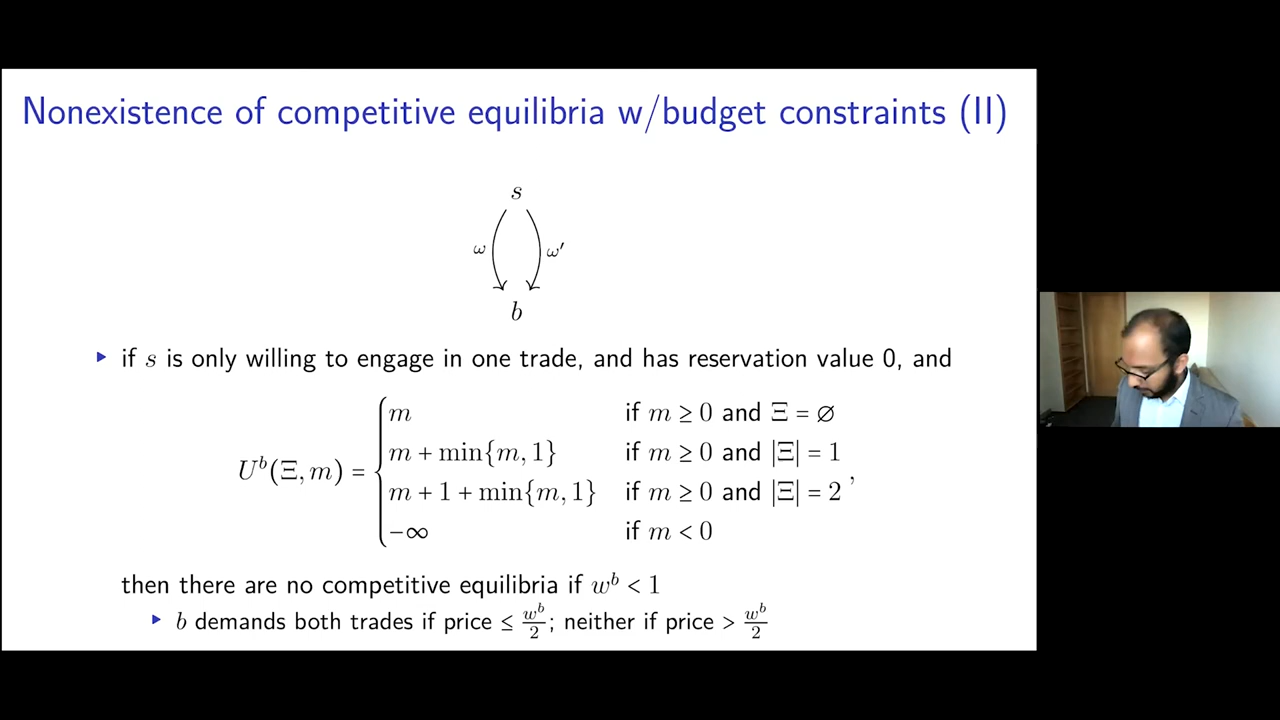 Nonexistence of competitive equilibria w/budget constraints (II)
s
ω ω′
b
▸ if s is only willing to engage in one trade, and has reservation value 0, and
m if m ≥ 0 and Ξ = ∅
m + min{m, 1} if m ≥ 0 and |Ξ| = 1
U^b(Ξ, m) =
m + 1 + min{m, 1} if m ≥ 0 and |Ξ| = 2 ,
−∞ if m < 0
then there are no competitive equilibria if w^b < 1
▸ b demands both trades if price ≤ w^b/2; neither if price > w^b/2